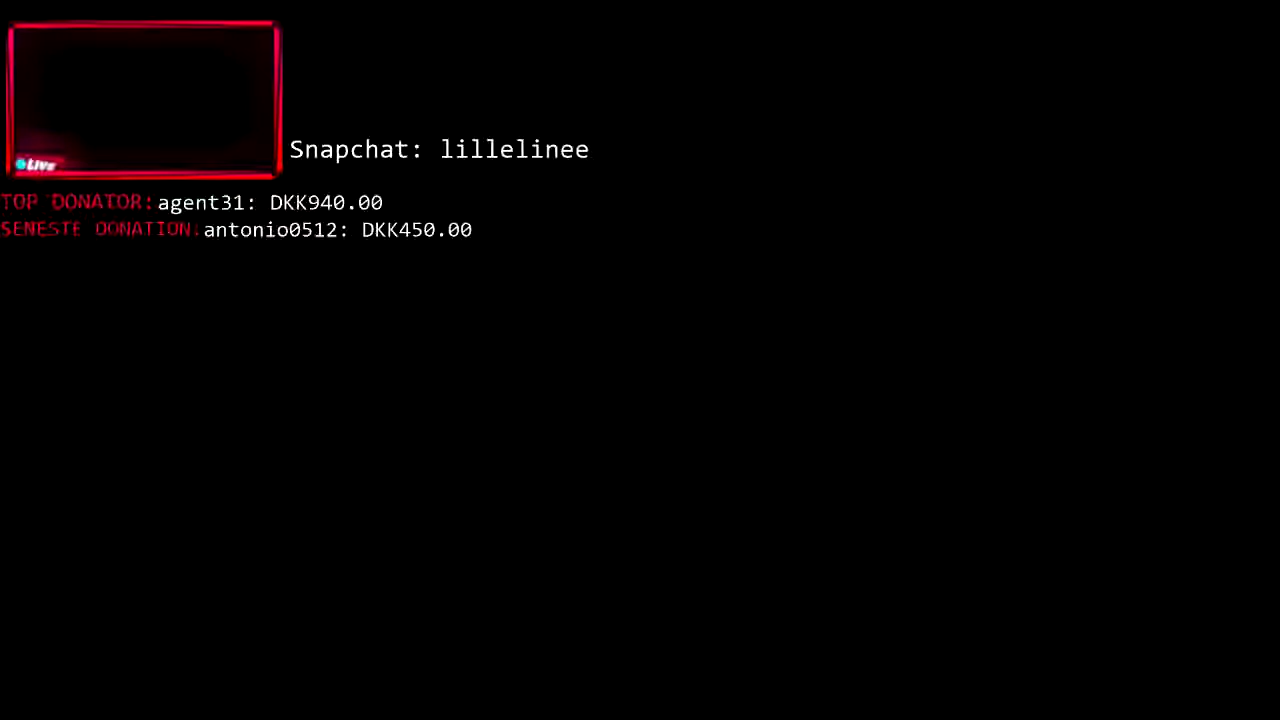 Live
Snapchat: lillelinee
TOP DONATOR: agent31: DKK940.00
SENESTE DONATION: antonio0512: DKK450.00